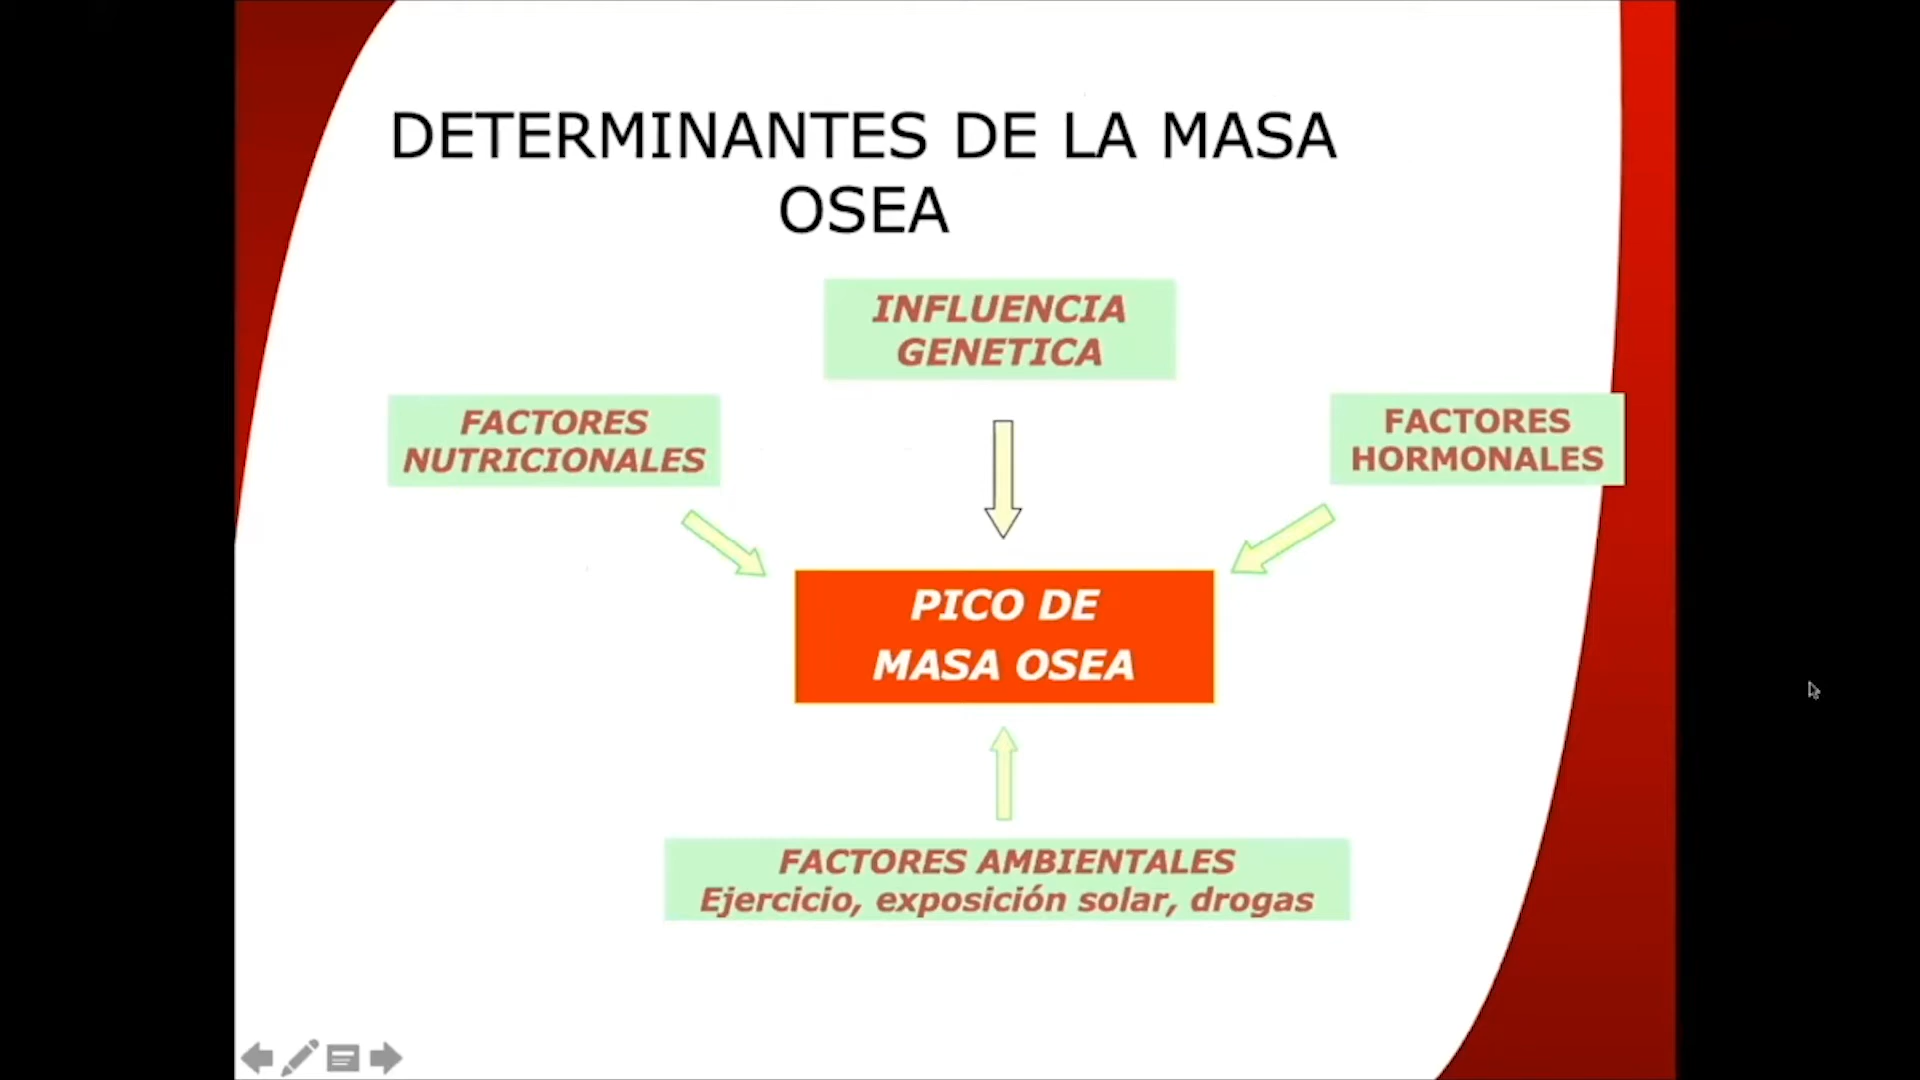 DETERMINANTES DE LA MASA
OSEA
INFLUENCIA
GENETICA
FACTORES
NUTRICIONALES
FACTORES
HORMONALES
PICO DE
MASA OSEA
FACTORES AMBIENTALES
Ejercicio, exposición solar, drogas